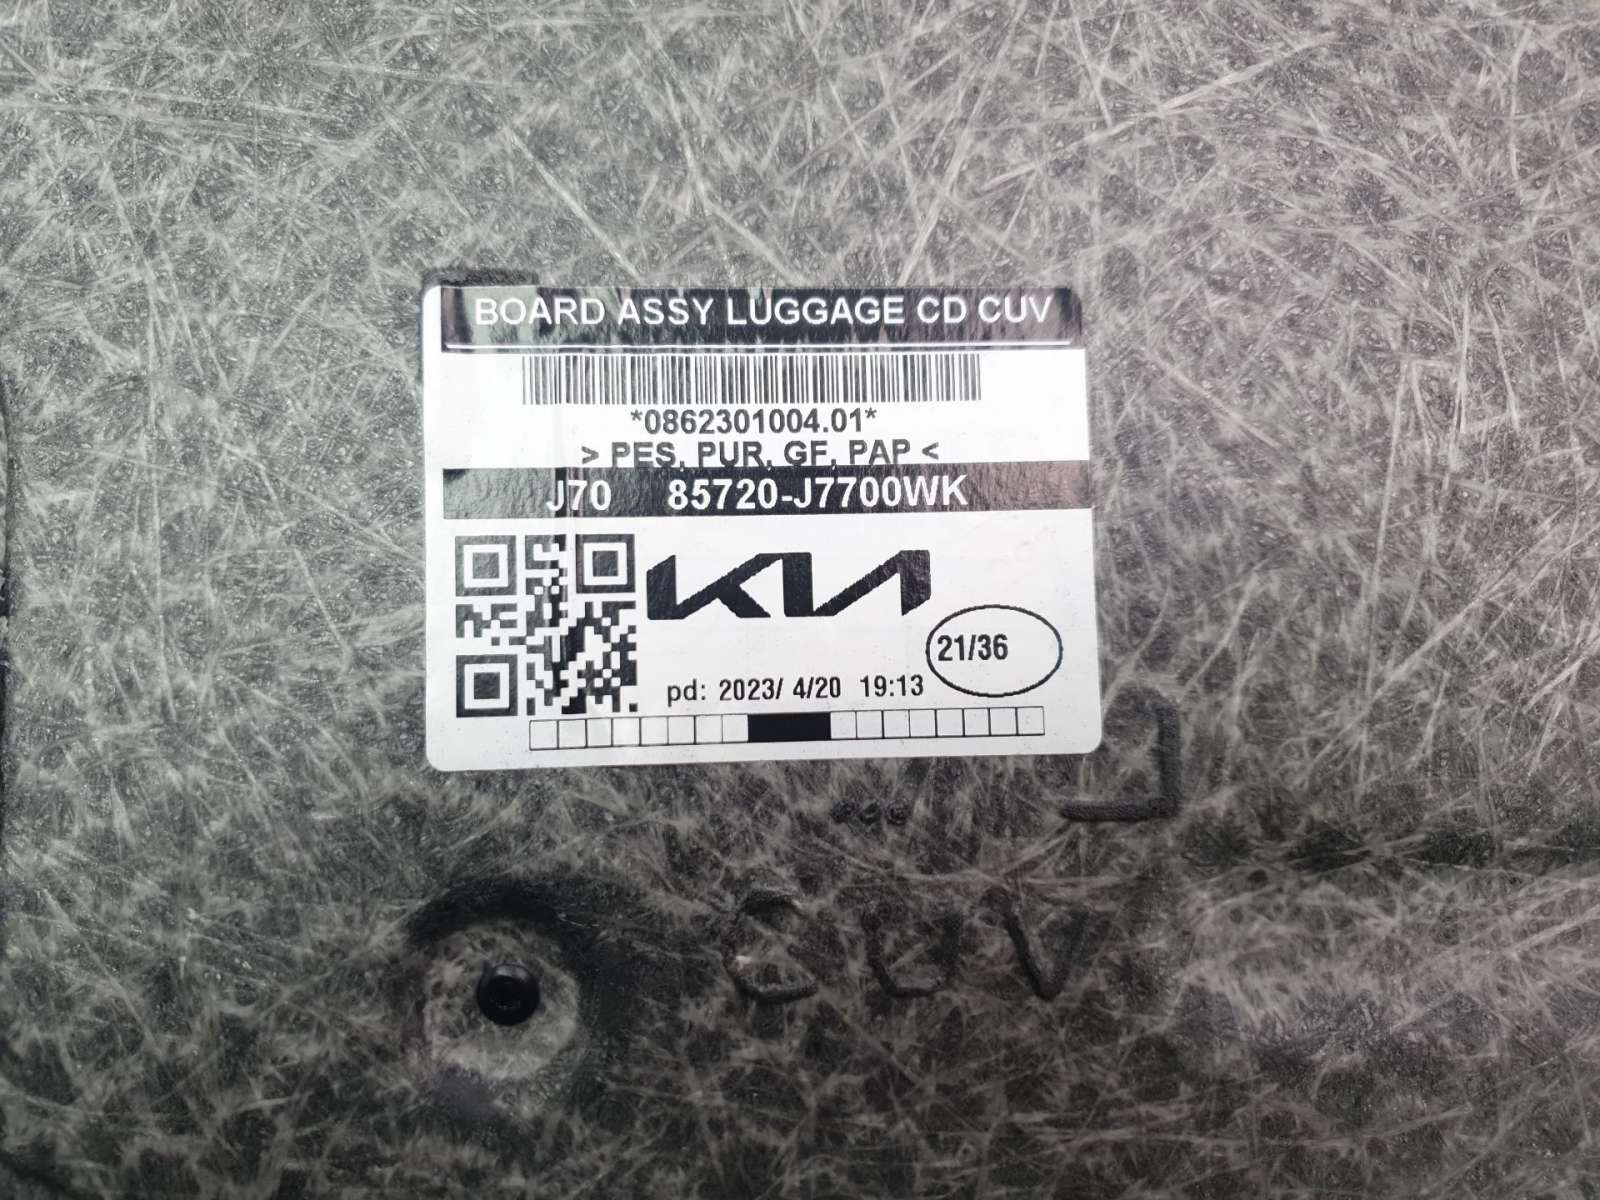 BOARD ASSY LUGGAGE CD CUV
*0862301004.01*
> PES, PUR, GF, PAP <
J70 85720-J7700WK
KIA
21/36
pd: 2023/ 4/20 19:13
CUV